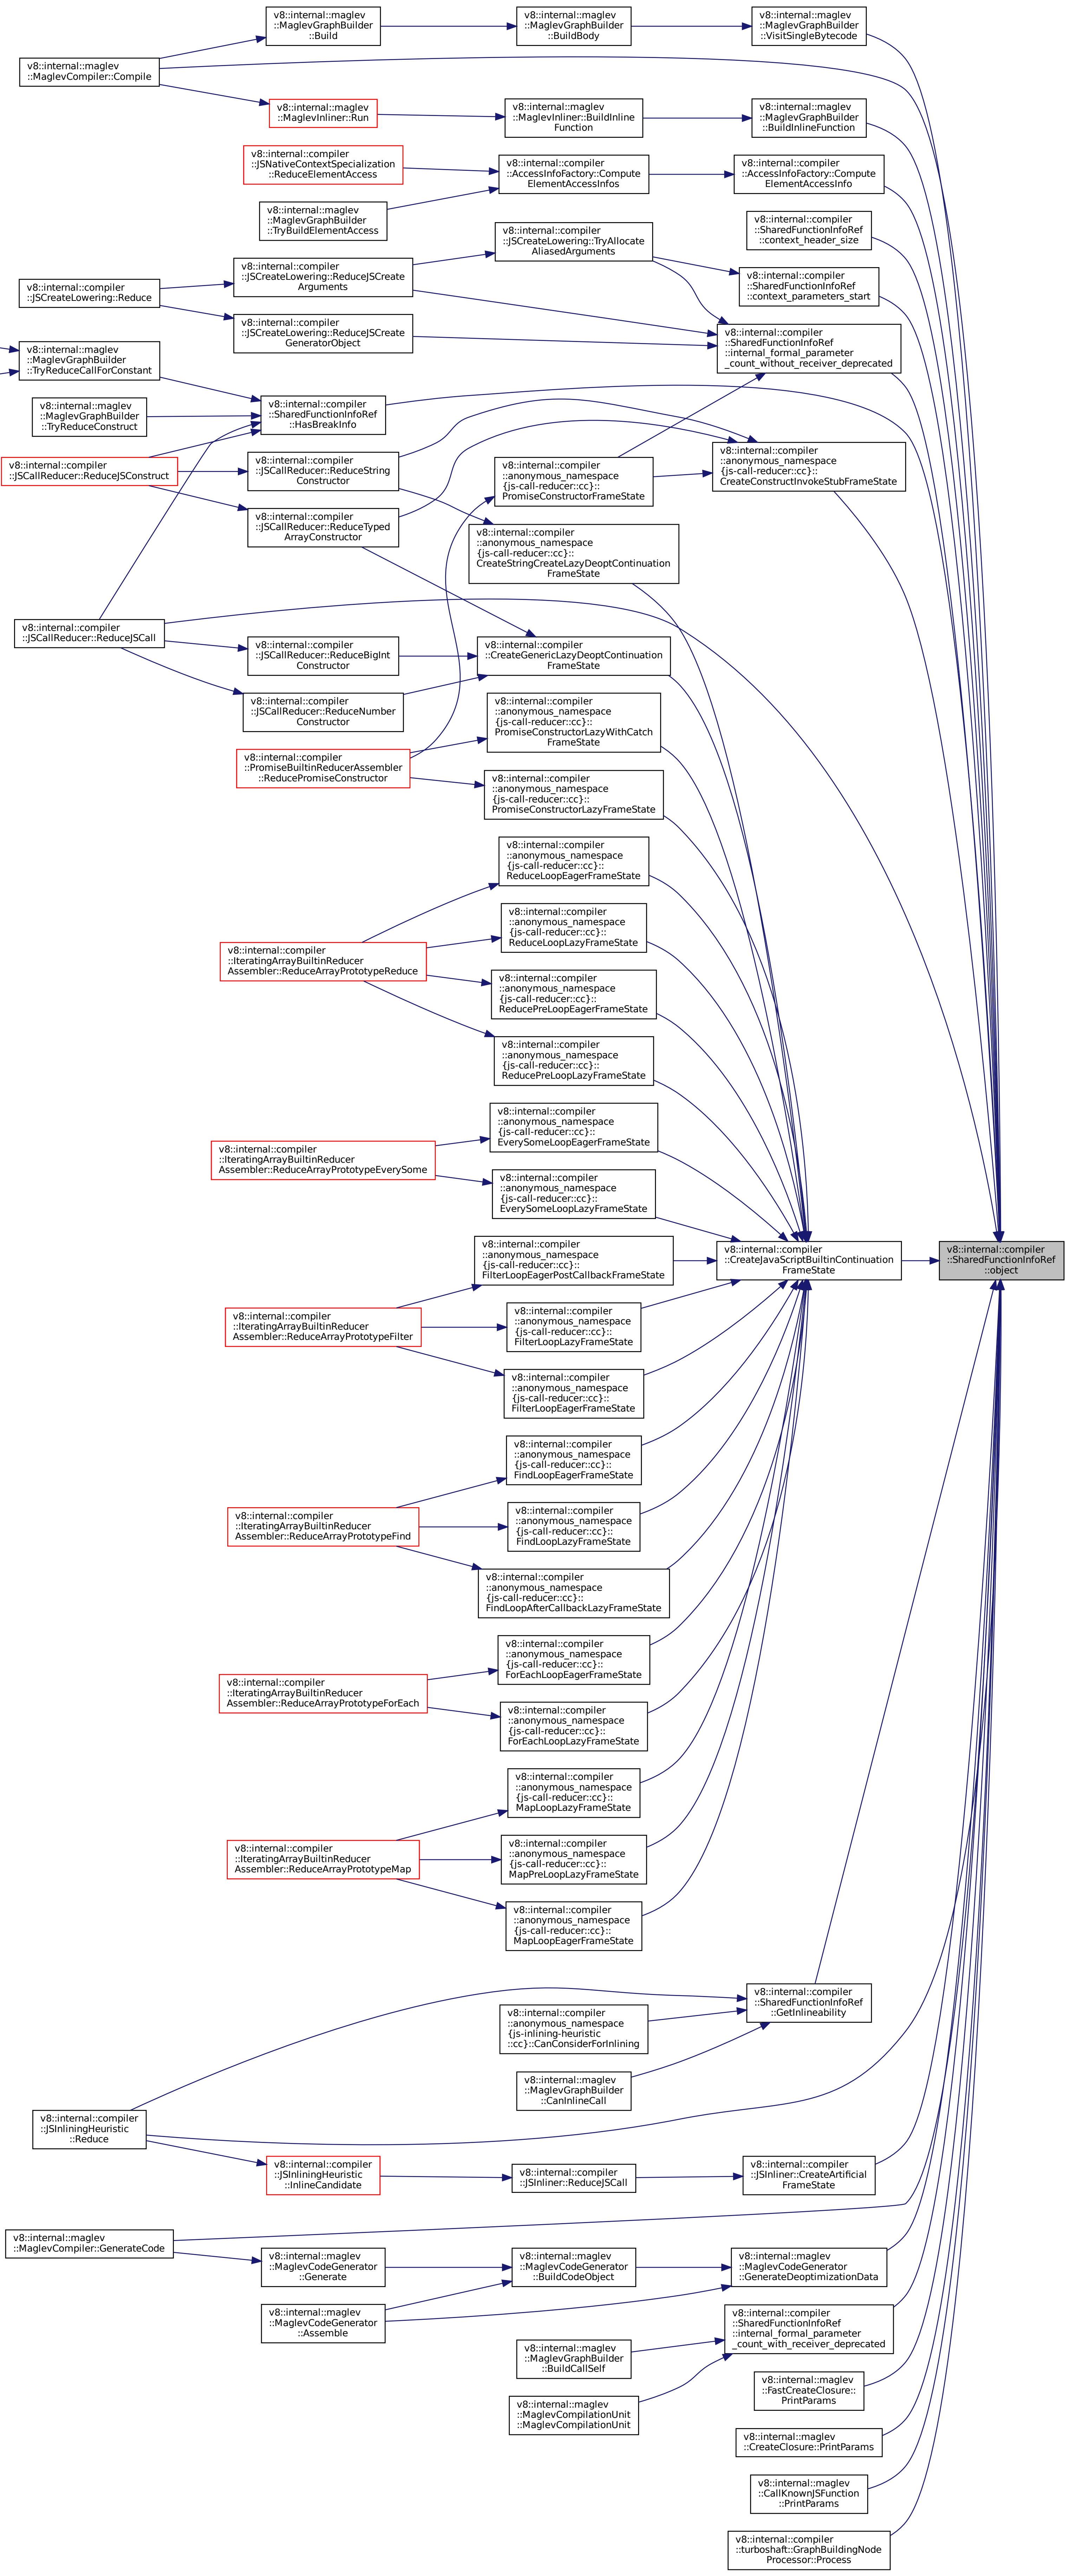 v8::internal::maglev
::MaglevGraphBuilder
::Build
v8::internal::maglev
::MaglevGraphBuilder
::BuildBody
v8::internal::maglev
::MaglevGraphBuilder
::VisitSingleBytecode
v8::internal::maglev
::MaglevCompiler::Compile
v8::internal::maglev
::MaglevInliner::Run
v8::internal::maglev
::MaglevInliner::BuildInline
Function
v8::internal::maglev
::MaglevGraphBuilder
::BuildInlineFunction
v8::internal::compiler
::JSNativeContextSpecialization
::ReduceElementAccess
v8::internal::compiler
::AccessInfoFactory::Compute
ElementAccessInfos
v8::internal::compiler
::AccessInfoFactory::Compute
ElementAccessInfo
v8::internal::maglev
::MaglevGraphBuilder
::TryBuildElementAccess
v8::internal::compiler
::SharedFunctionInfoRef
::context_header_size
v8::internal::compiler
::JSCreateLowering::TryAllocate
AliasedArguments
v8::internal::compiler
::JSCreateLowering::ReduceJSCreate
Arguments
v8::internal::compiler
::SharedFunctionInfoRef
::context_parameters_start
v8::internal::compiler
::JSCreateLowering::Reduce
v8::internal::compiler
::JSCreateLowering::ReduceJSCreate
GeneratorObject
v8::internal::compiler
::SharedFunctionInfoRef
::internal_formal_parameter
_count_without_receiver_deprecated
v8::internal::maglev
::MaglevGraphBuilder
::TryReduceCallForConstant
v8::internal::maglev
::MaglevGraphBuilder
::TryReduceConstruct
v8::internal::compiler
::SharedFunctionInfoRef
::HasBreakInfo
v8::internal::compiler
::JSCallReducer::ReduceJSConstruct
v8::internal::compiler
::JSCallReducer::ReduceString
Constructor
v8::internal::compiler
::anonymous_namespace
{js-call-reducer::cc}::
PromiseConstructorFrameState
v8::internal::compiler
::anonymous_namespace
{js-call-reducer::cc}::
CreateConstructInvokeStubFrameState
v8::internal::compiler
::JSCallReducer::ReduceTyped
ArrayConstructor
v8::internal::compiler
::anonymous_namespace
{js-call-reducer::cc}::
CreateStringCreateLazyDeoptContinuation
FrameState
v8::internal::compiler
::JSCallReducer::ReduceJSCall
v8::internal::compiler
::JSCallReducer::ReduceBigInt
Constructor
v8::internal::compiler
::CreateGenericLazyDeoptContinuation
FrameState
v8::internal::compiler
::JSCallReducer::ReduceNumber
Constructor
v8::internal::compiler
::anonymous_namespace
{js-call-reducer::cc}::
PromiseConstructorLazyWithCatch
FrameState
v8::internal::compiler
::PromiseBuiltinReducerAssembler
::ReducePromiseConstructor
v8::internal::compiler
::anonymous_namespace
{js-call-reducer::cc}::
PromiseConstructorLazyFrameState
v8::internal::compiler
::anonymous_namespace
{js-call-reducer::cc}::
ReduceLoopEagerFrameState
v8::internal::compiler
::anonymous_namespace
{js-call-reducer::cc}::
ReduceLoopLazyFrameState
v8::internal::compiler
::IteratingArrayBuiltinReducer
Assembler::ReduceArrayPrototypeReduce
v8::internal::compiler
::anonymous_namespace
{js-call-reducer::cc}::
ReducePreLoopEagerFrameState
v8::internal::compiler
::anonymous_namespace
{js-call-reducer::cc}::
ReducePreLoopLazyFrameState
v8::internal::compiler
::anonymous_namespace
{js-call-reducer::cc}::
EverySomeLoopEagerFrameState
v8::internal::compiler
::IteratingArrayBuiltinReducer
Assembler::ReduceArrayPrototypeEverySome
v8::internal::compiler
::anonymous_namespace
{js-call-reducer::cc}::
EverySomeLoopLazyFrameState
v8::internal::compiler
::anonymous_namespace
{js-call-reducer::cc}::
FilterLoopEagerPostCallbackFrameState
v8::internal::compiler
::CreateJavaScriptBuiltinContinuation
FrameState
v8::internal::compiler
::SharedFunctionInfoRef
::object
v8::internal::compiler
::IteratingArrayBuiltinReducer
Assembler::ReduceArrayPrototypeFilter
v8::internal::compiler
::anonymous_namespace
{js-call-reducer::cc}::
FilterLoopLazyFrameState
v8::internal::compiler
::anonymous_namespace
{js-call-reducer::cc}::
FilterLoopEagerFrameState
v8::internal::compiler
::anonymous_namespace
{js-call-reducer::cc}::
FindLoopEagerFrameState
v8::internal::compiler
::IteratingArrayBuiltinReducer
Assembler::ReduceArrayPrototypeFind
v8::internal::compiler
::anonymous_namespace
{js-call-reducer::cc}::
FindLoopLazyFrameState
v8::internal::compiler
::anonymous_namespace
{js-call-reducer::cc}::
FindLoopAfterCallbackLazyFrameState
v8::internal::compiler
::anonymous_namespace
{js-call-reducer::cc}::
ForEachLoopEagerFrameState
v8::internal::compiler
::IteratingArrayBuiltinReducer
Assembler::ReduceArrayPrototypeForEach
v8::internal::compiler
::anonymous_namespace
{js-call-reducer::cc}::
ForEachLoopLazyFrameState
v8::internal::compiler
::anonymous_namespace
{js-call-reducer::cc}::
MapLoopLazyFrameState
v8::internal::compiler
::IteratingArrayBuiltinReducer
Assembler::ReduceArrayPrototypeMap
v8::internal::compiler
::anonymous_namespace
{js-call-reducer::cc}::
MapPreLoopLazyFrameState
v8::internal::compiler
::anonymous_namespace
{js-call-reducer::cc}::
MapLoopEagerFrameState
v8::internal::compiler
::SharedFunctionInfoRef
::GetInlineability
v8::internal::compiler
::anonymous_namespace
{js-inlining-heuristic
::cc}::CanConsiderForInlining
v8::internal::maglev
::MaglevGraphBuilder
::CanInlineCall
v8::internal::compiler
::JSInliningHeuristic
::Reduce
v8::internal::compiler
::JSInliningHeuristic
::InlineCandidate
v8::internal::compiler
::JSInliner::ReduceJSCall
v8::internal::compiler
::JSInliner::CreateArtificial
FrameState
v8::internal::maglev
::MaglevCompiler::GenerateCode
v8::internal::maglev
::MaglevCodeGenerator
::Generate
v8::internal::maglev
::MaglevCodeGenerator
::BuildCodeObject
v8::internal::maglev
::MaglevCodeGenerator
::GenerateDeoptimizationData
v8::internal::maglev
::MaglevCodeGenerator
::Assemble
v8::internal::compiler
::SharedFunctionInfoRef
::internal_formal_parameter
_count_with_receiver_deprecated
v8::internal::maglev
::MaglevGraphBuilder
::BuildCallSelf
v8::internal::maglev
::FastCreateClosure::
PrintParams
v8::internal::maglev
::MaglevCompilationUnit
::MaglevCompilationUnit
v8::internal::maglev
::CreateClosure::PrintParams
v8::internal::maglev
::CallKnownJSFunction
::PrintParams
v8::internal::compiler
::turboshaft::GraphBuildingNode
Processor::Process